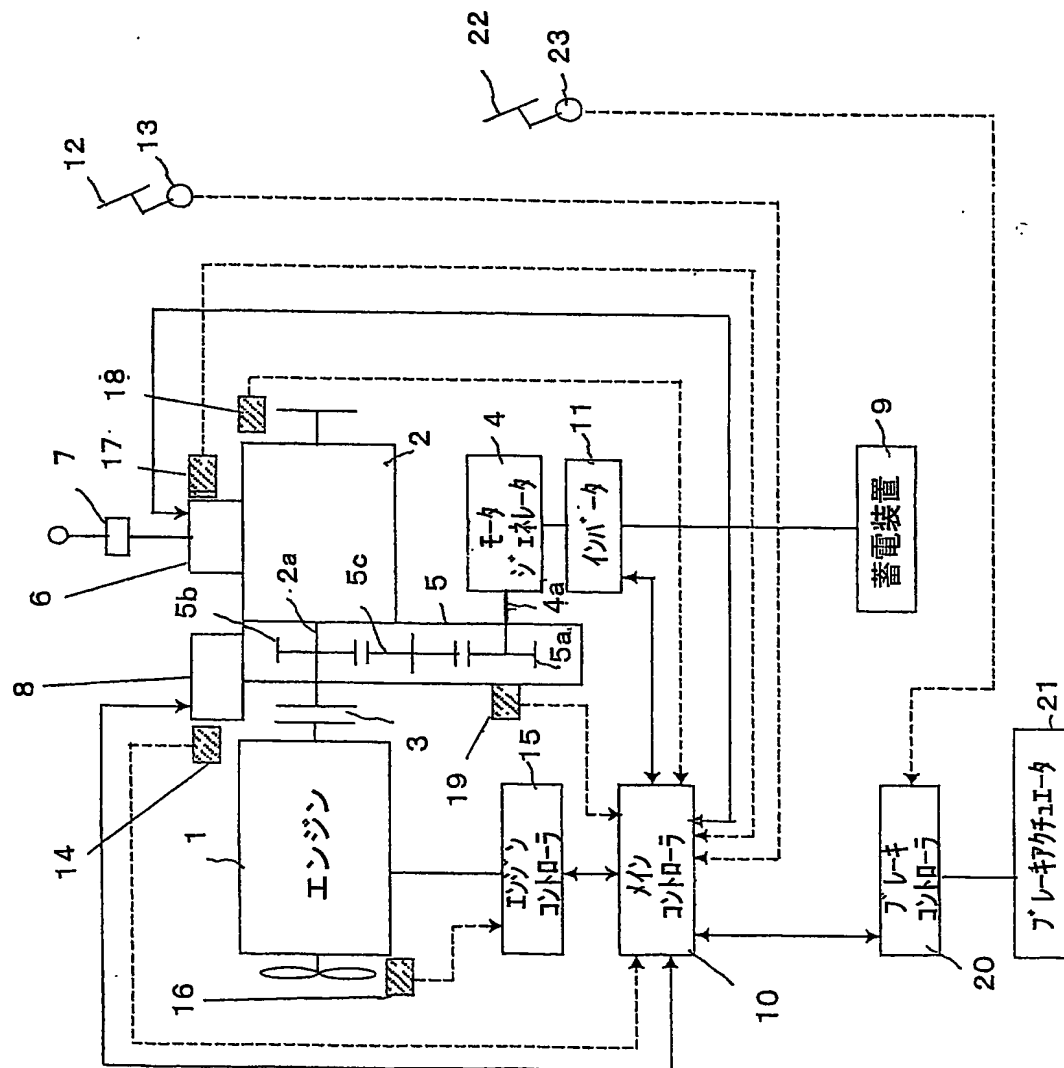 12
13
22
23
17
18
7
6
5b
2a
5c
5
2
8
4
モータ
ジェネレータ
4a
11
インバータ
9
蓄電装置
5a
3
19
14
1
エンジン
15
エンジン
コントローラ
16
メイン
コントローラ
10
ブレーキ
コントローラ
20
ブレーキアクチュエータ
21